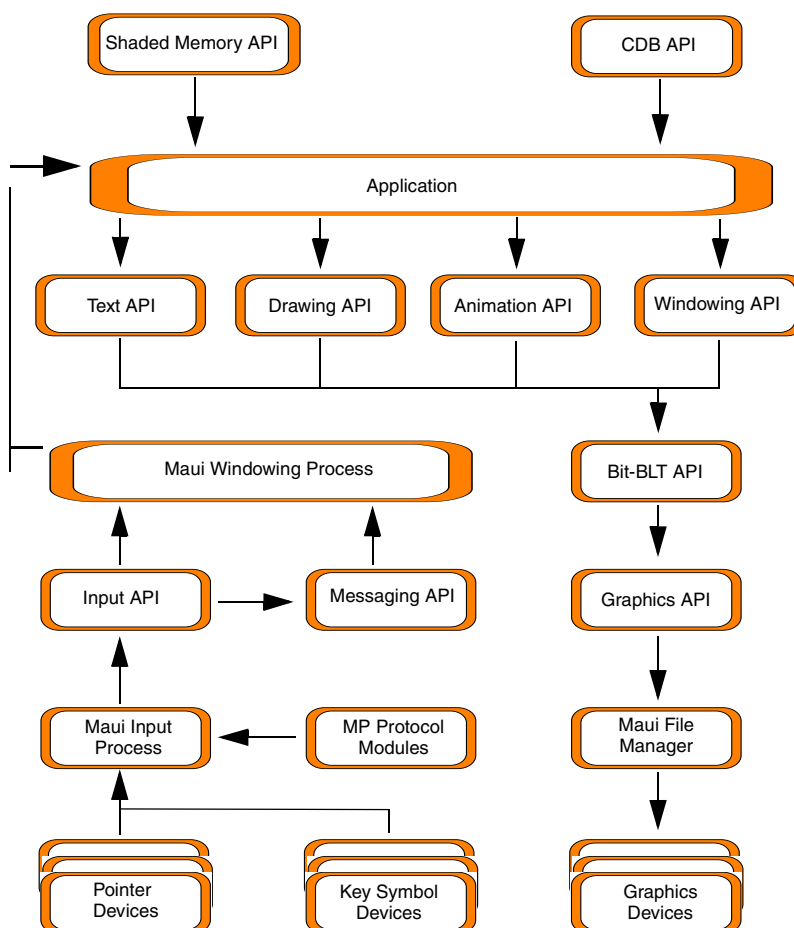 Shaded Memory API
CDB API
Application
Text API
Drawing API
Animation API
Windowing API
Maui Windowing Process
Bit-BLT API
Input API
Messaging API
Graphics API
Maui Input
Process
MP Protocol
Modules
Maui File
Manager
Pointer
Devices
Key Symbol
Devices
Graphics
Devices